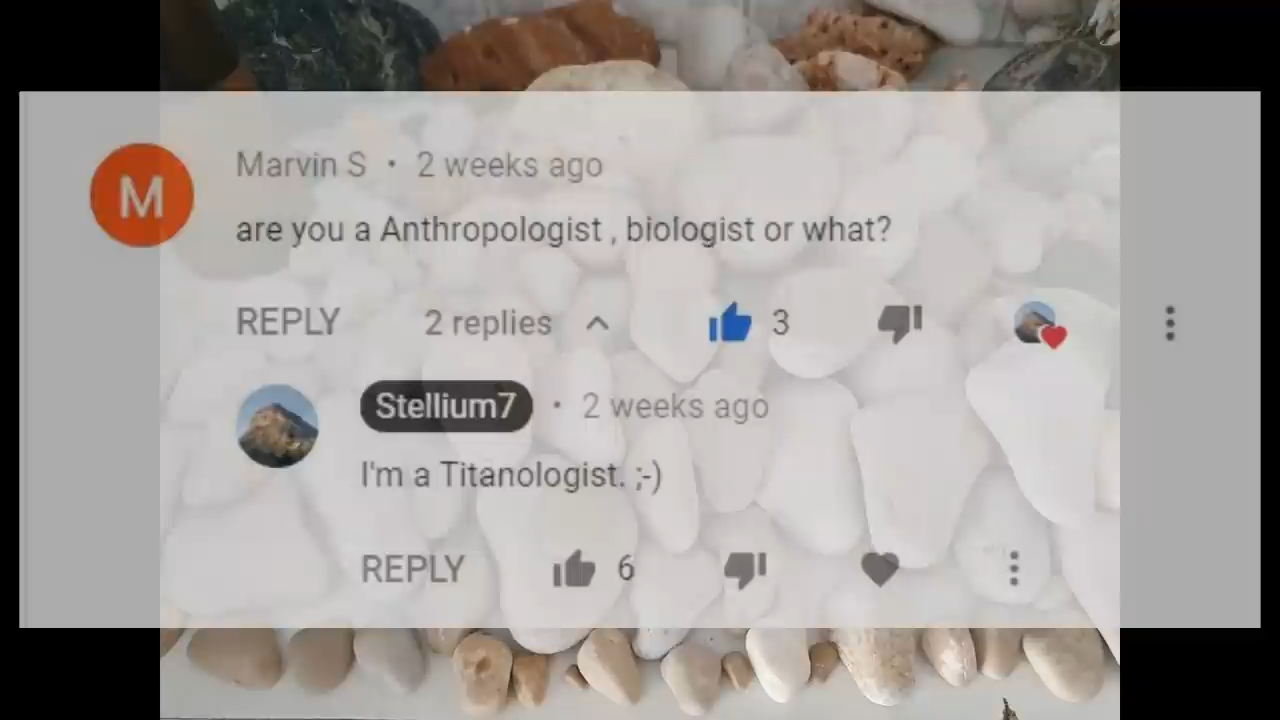 M
Marvin S • 2 weeks ago
are you a Anthropologist , biologist or what?
REPLY 2 replies 3
Stellium7 • 2 weeks ago
I'm a Titanologist. ;-)
REPLY 6